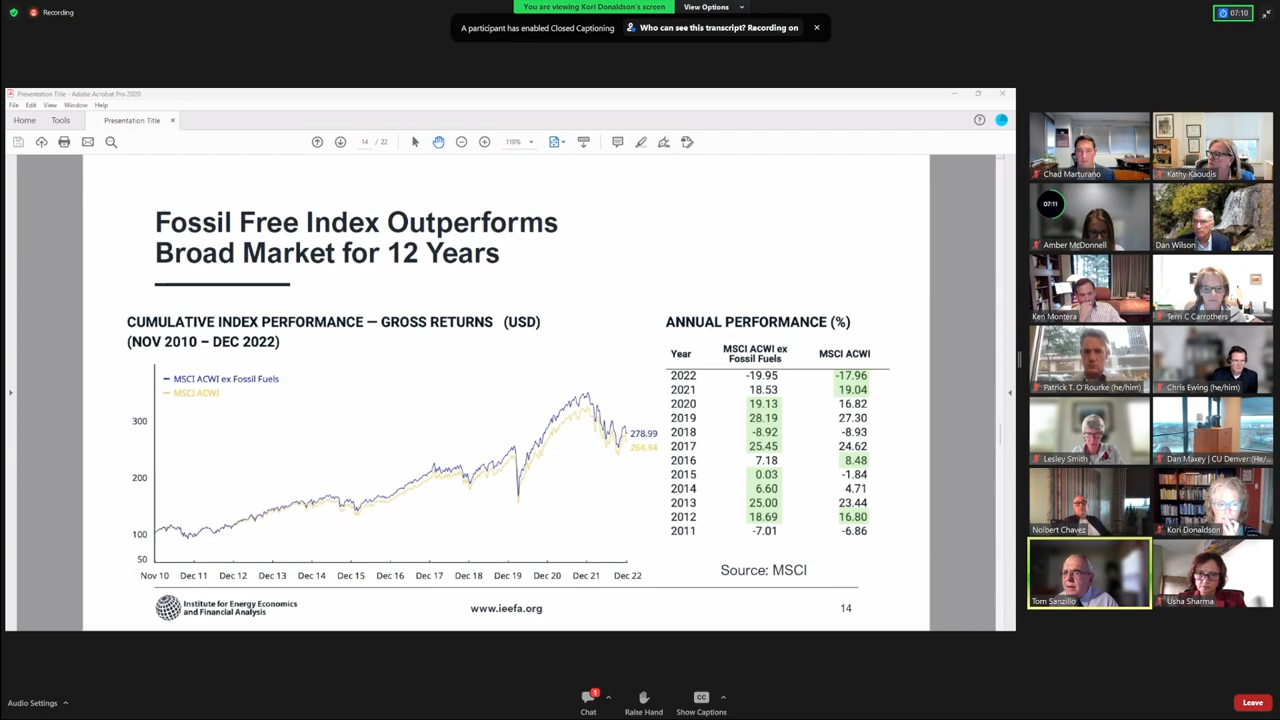 Recording
You are viewing Kori Donaldson's screen
View Options
07:10
A participant has enabled Closed Captioning
Who can see this transcript? Recording on
Presentation Title - Adobe Acrobat Pro 2020
File Edit View Window Help
Home Tools Presentation Title
14 / 22
110%
Fossil Free Index Outperforms
Broad Market for 12 Years
CUMULATIVE INDEX PERFORMANCE — GROSS RETURNS (USD)
(NOV 2010 – DEC 2022)
MSCI ACWI ex Fossil Fuels
MSCI ACWI
300
200
100
50
278.99
264.94
Nov 10 Dec 11 Dec 12 Dec 13 Dec 14 Dec 15 Dec 16 Dec 17 Dec 18 Dec 19 Dec 20 Dec 21 Dec 22
ANNUAL PERFORMANCE (%)
Year MSCI ACWI ex Fossil Fuels MSCI ACWI
2022 -19.95 -17.96
2021 18.53 19.04
2020 19.13 16.82
2019 28.19 27.30
2018 -8.92 -8.93
2017 25.45 24.62
2016 7.18 8.48
2015 0.03 -1.84
2014 6.60 4.71
2013 25.00 23.44
2012 18.69 16.80
2011 -7.01 -6.86
Source: MSCI
Institute for Energy Economics
and Financial Analysis
www.ieefa.org
14
Chad Marturano
Kathy Kaoudis
07:11
Amber McDonnell
Dan Wilson
Ken Montera
Terri C Carrothers
Patrick T. O'Rourke (he/him)
Chris Ewing (he/him)
Lesley Smith
Dan Maxey | CU Denver (He/...
Nolbert Chavez
Kori Donaldson
Tom Sanzillo
Usha Sharma
Audio Settings
1
Chat
Raise Hand
CC
Show Captions
Leave